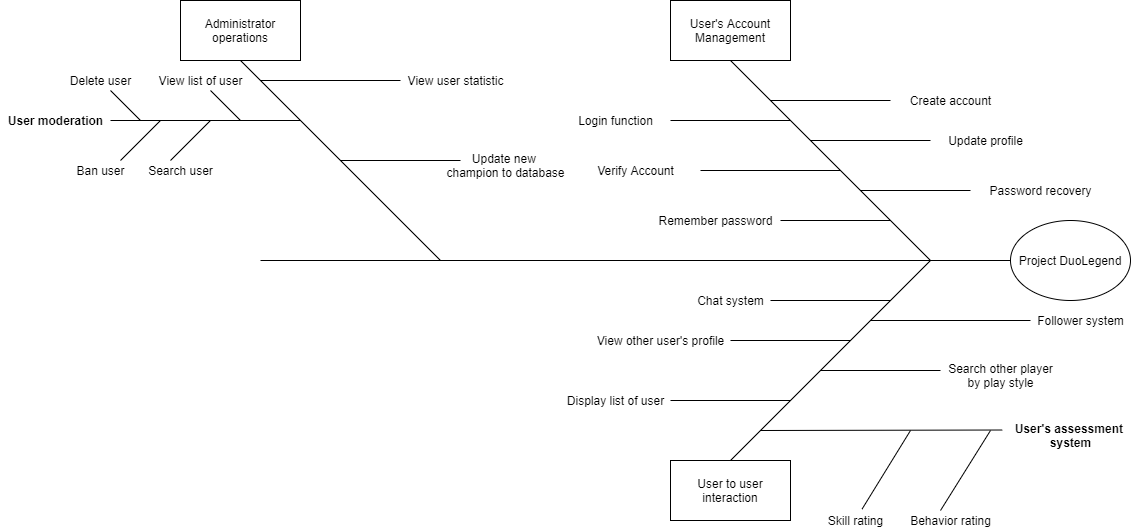 Administrator
operations
User's Account
Management
Delete user
View list of user
View user statistic
User moderation
Ban user
Search user
Update new
champion to database
Create account
Login function
Update profile
Verify Account
Password recovery
Remember password
Project DuoLegend
Chat system
Follower system
View other user's profile
Search other player
by play style
Display list of user
User's assessment
system
User to user
interaction
Skill rating
Behavior rating